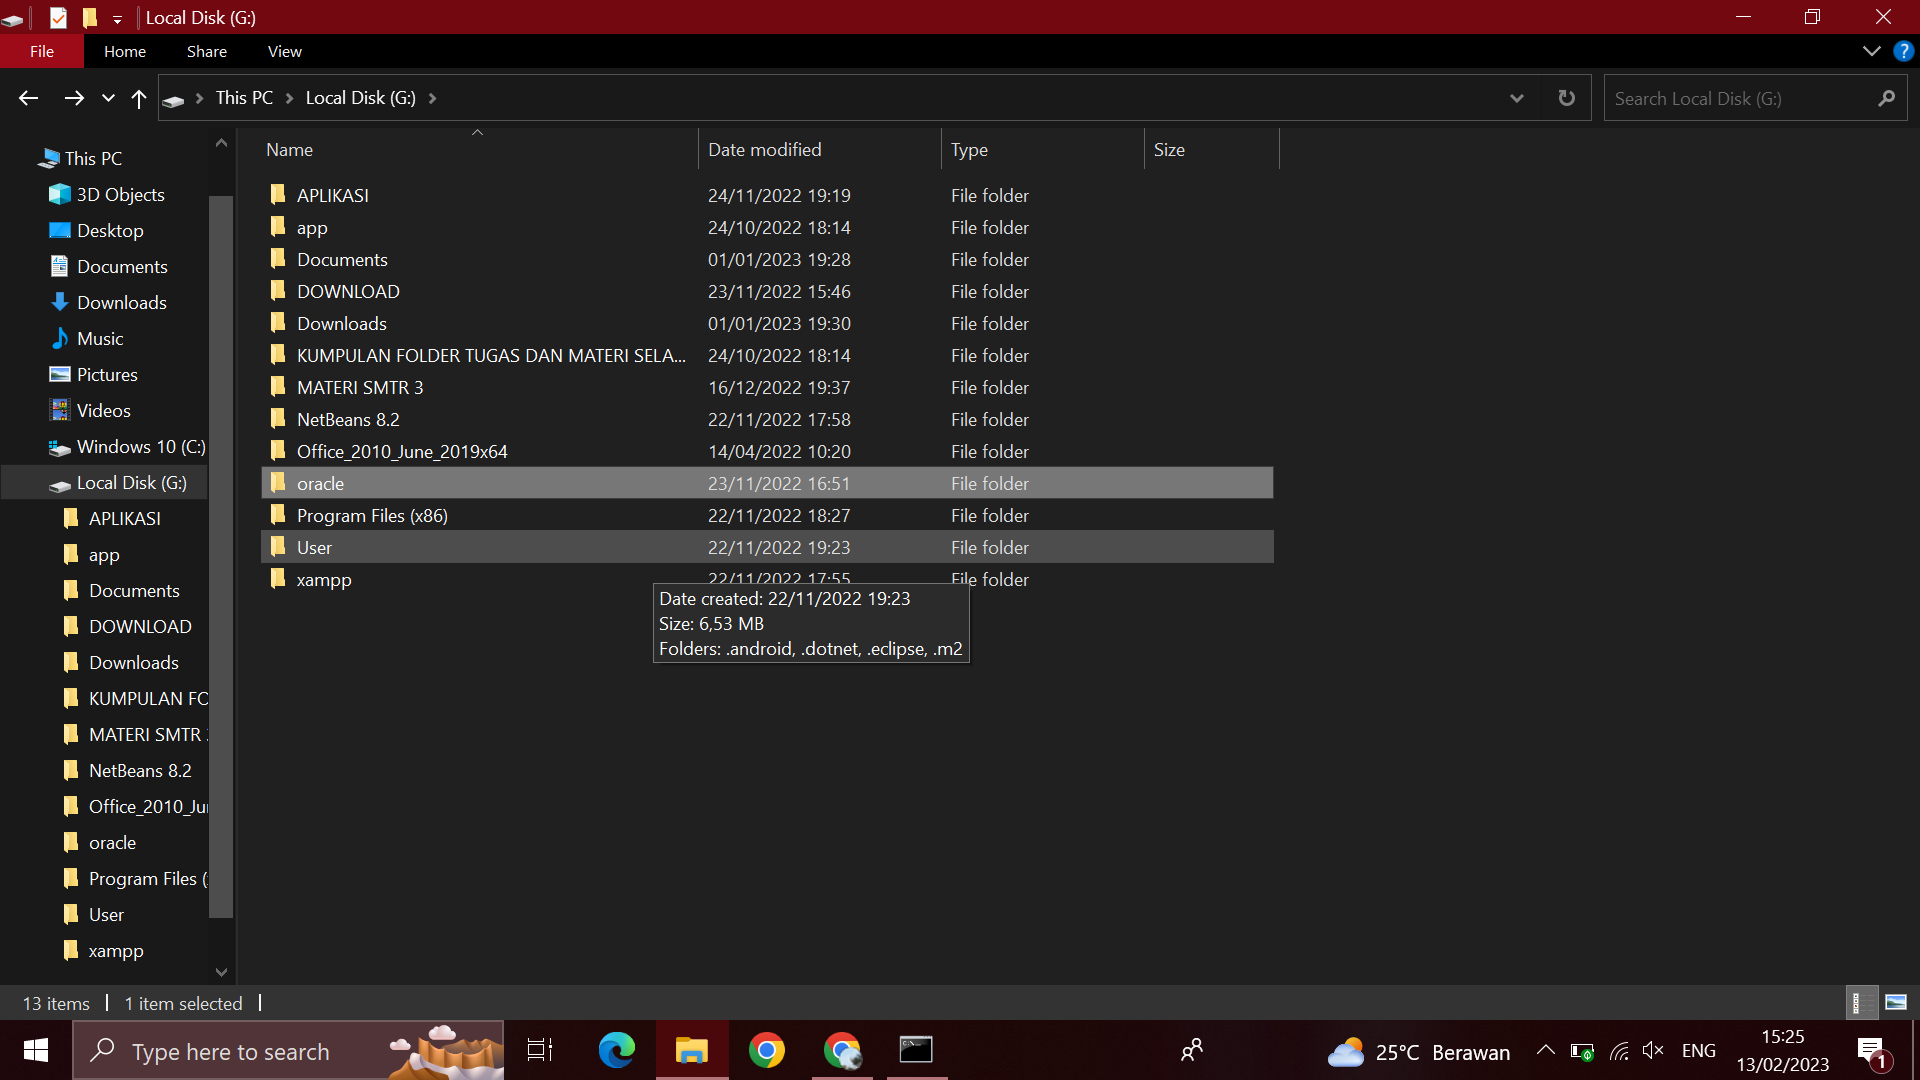 Local Disk (G:)
File Home Share View
This PC Local Disk (G:)
Search Local Disk (G:)
This PC
3D Objects
Desktop
Documents
Downloads
Music
Pictures
Videos
Windows 10 (C:)
Local Disk (G:)
APLIKASI
app
Documents
DOWNLOAD
Downloads
KUMPULAN FO
MATERI SMTR
NetBeans 8.2
Office_2010_Ju
oracle
Program Files (
User
xampp
Name Date modified Type Size
APLIKASI 24/11/2022 19:19 File folder
app 24/10/2022 18:14 File folder
Documents 01/01/2023 19:28 File folder
DOWNLOAD 23/11/2022 15:46 File folder
Downloads 01/01/2023 19:30 File folder
KUMPULAN FOLDER TUGAS DAN MATERI SELA... 24/10/2022 18:14 File folder
MATERI SMTR 3 16/12/2022 19:37 File folder
NetBeans 8.2 22/11/2022 17:58 File folder
Office_2010_June_2019x64 14/04/2022 10:20 File folder
oracle 23/11/2022 16:51 File folder
Program Files (x86) 22/11/2022 18:27 File folder
User 22/11/2022 19:23 File folder
xampp 22/11/2022 17:55 File folder
Date created: 22/11/2022 19:23
Size: 6,53 MB
Folders: .android, .dotnet, .eclipse, .m2
13 items 1 item selected
Type here to search
25°C Berawan
ENG
15:25
13/02/2023
1